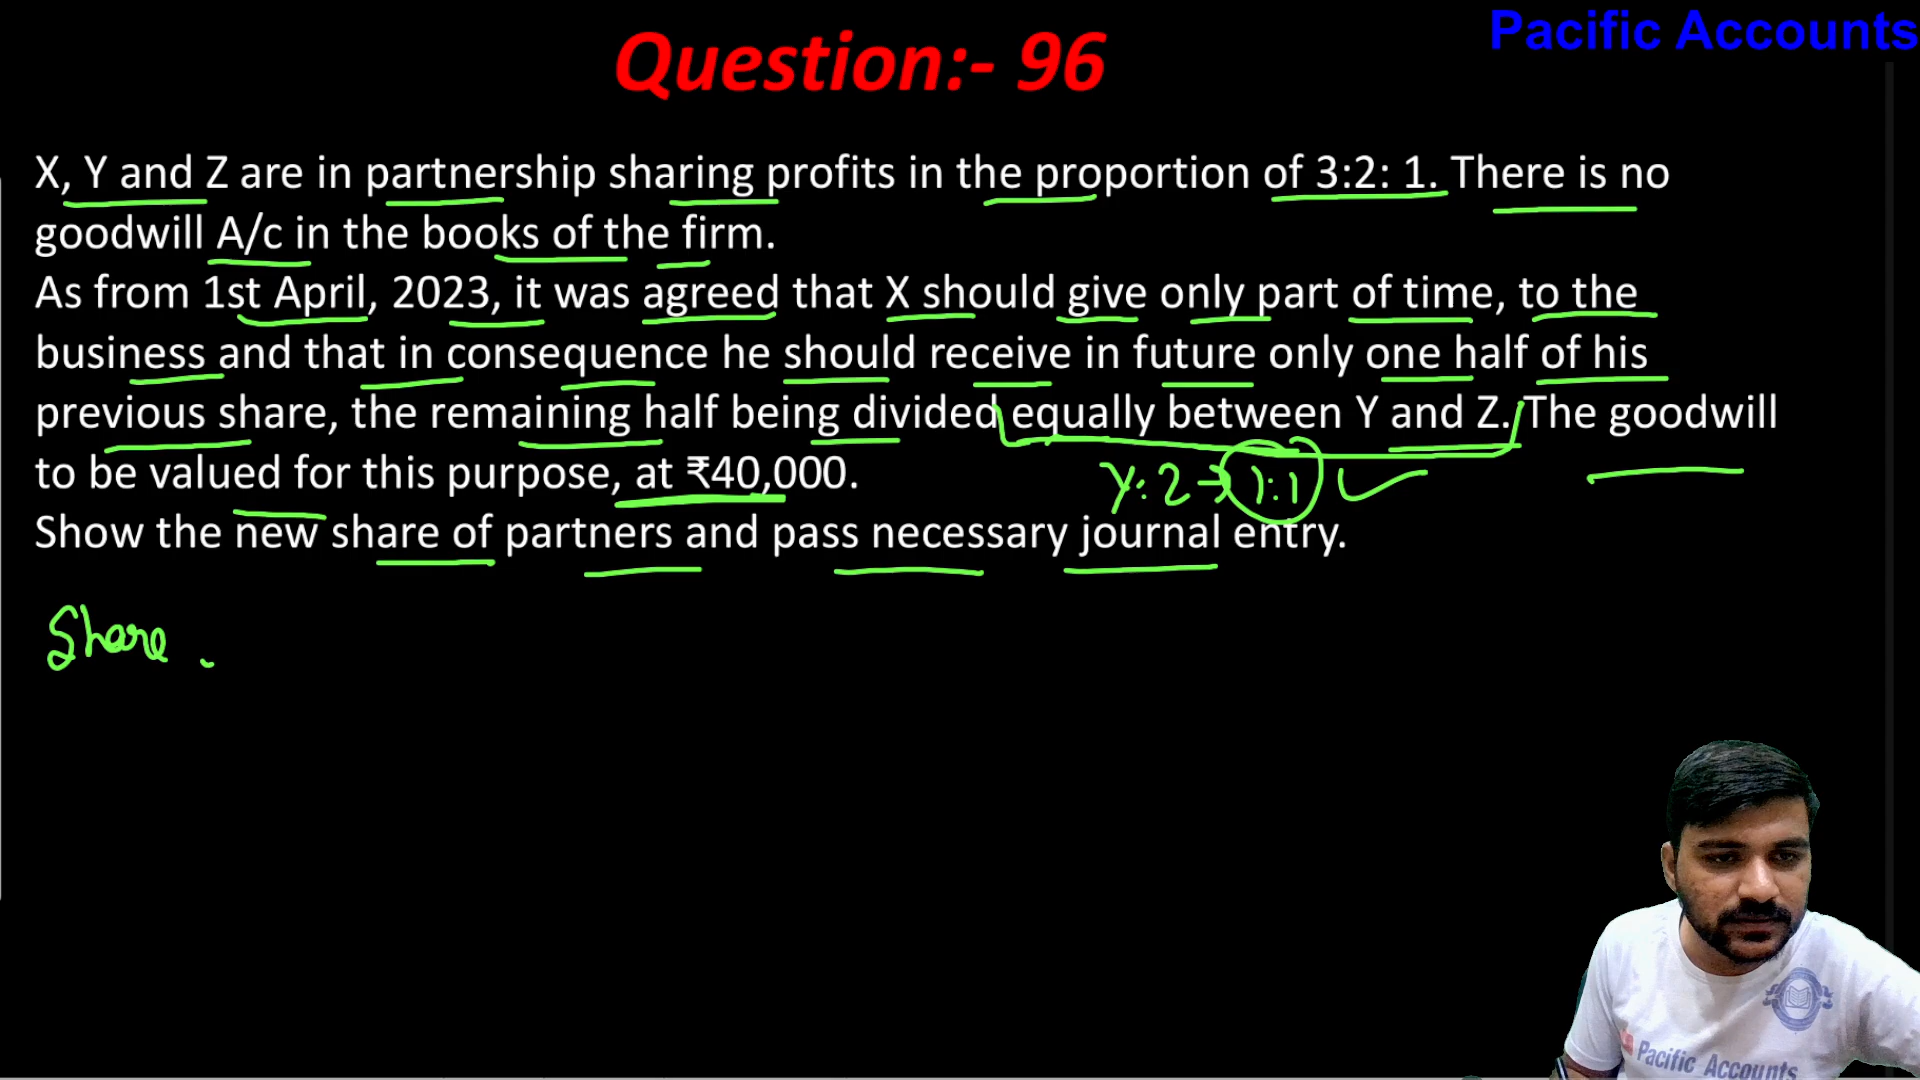 Pacific Accounts
Question:- 96
X, Y and Z are in partnership sharing profits in the proportion of 3:2: 1. There is no
goodwill A/c in the books of the firm.
As from 1st April, 2023, it was agreed that X should give only part of time, to the
business and that in consequence he should receive in future only one half of his
previous share, the remaining half being divided equally between Y and Z. The goodwill
to be valued for this purpose, at ₹40,000.
Y:Z → 1:1
Show the new share of partners and pass necessary journal entry.
Share
Pacific Accounts